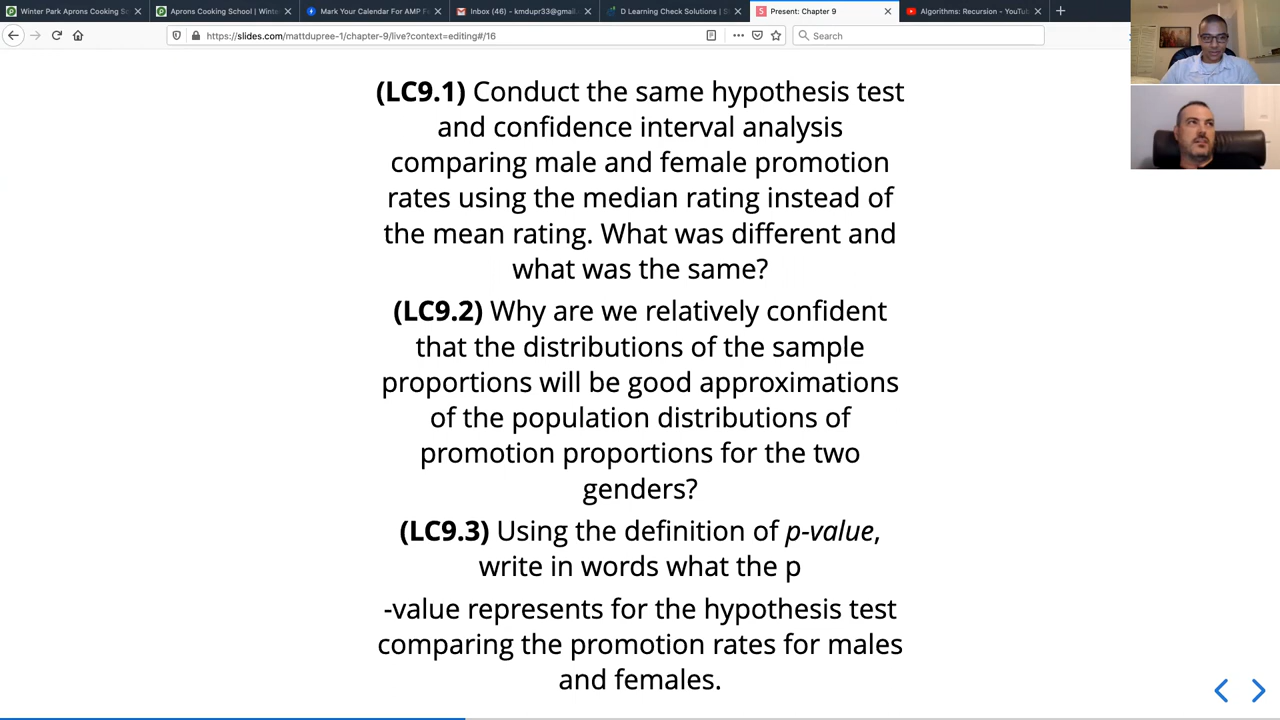 Winter Park Aprons Cooking Sc
Aprons Cooking School | Winte
Mark Your Calendar For AMP F
Inbox (46) - kmdupr33@gmail.
D Learning Check Solutions | S
Present: Chapter 9
Algorithms: Recursion - YouTu
https://slides.com/mattdupree-1/chapter-9/live?context=editing#/16
Search
(LC9.1) Conduct the same hypothesis test
and confidence interval analysis
comparing male and female promotion
rates using the median rating instead of
the mean rating. What was different and
what was the same?
(LC9.2) Why are we relatively confident
that the distributions of the sample
proportions will be good approximations
of the population distributions of
promotion proportions for the two
genders?
(LC9.3) Using the definition of p-value,
write in words what the p
-value represents for the hypothesis test
comparing the promotion rates for males
and females.